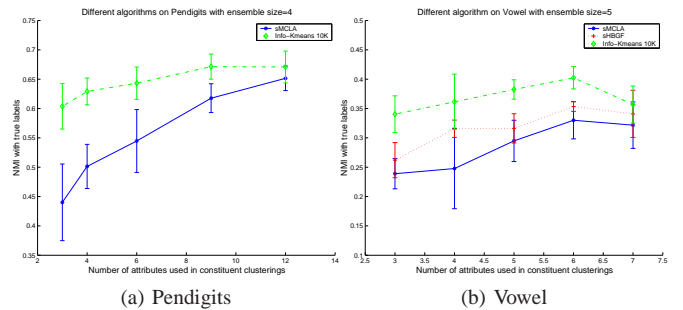 Different algorithms on Pendigits with ensemble size=4
sMCLA
Info-Kmeans 10K
NMI with true labels
0.75
0.7
0.65
0.6
0.55
0.5
0.45
0.4
0.35
2 4 6 8 10 12 14
Number of attributes used in constituent clusterings
(a) Pendigits
Different algorithms on Vowel with ensemble size=5
sMCLA
sHBGF
Info-Kmeans 10K
NMI with true labels
0.5
0.45
0.4
0.35
0.3
0.25
0.2
0.15
0.1
2.5 3 3.5 4 4.5 5 5.5 6 6.5 7 7.5
Number of attributes used in constituent clusterings
(b) Vowel